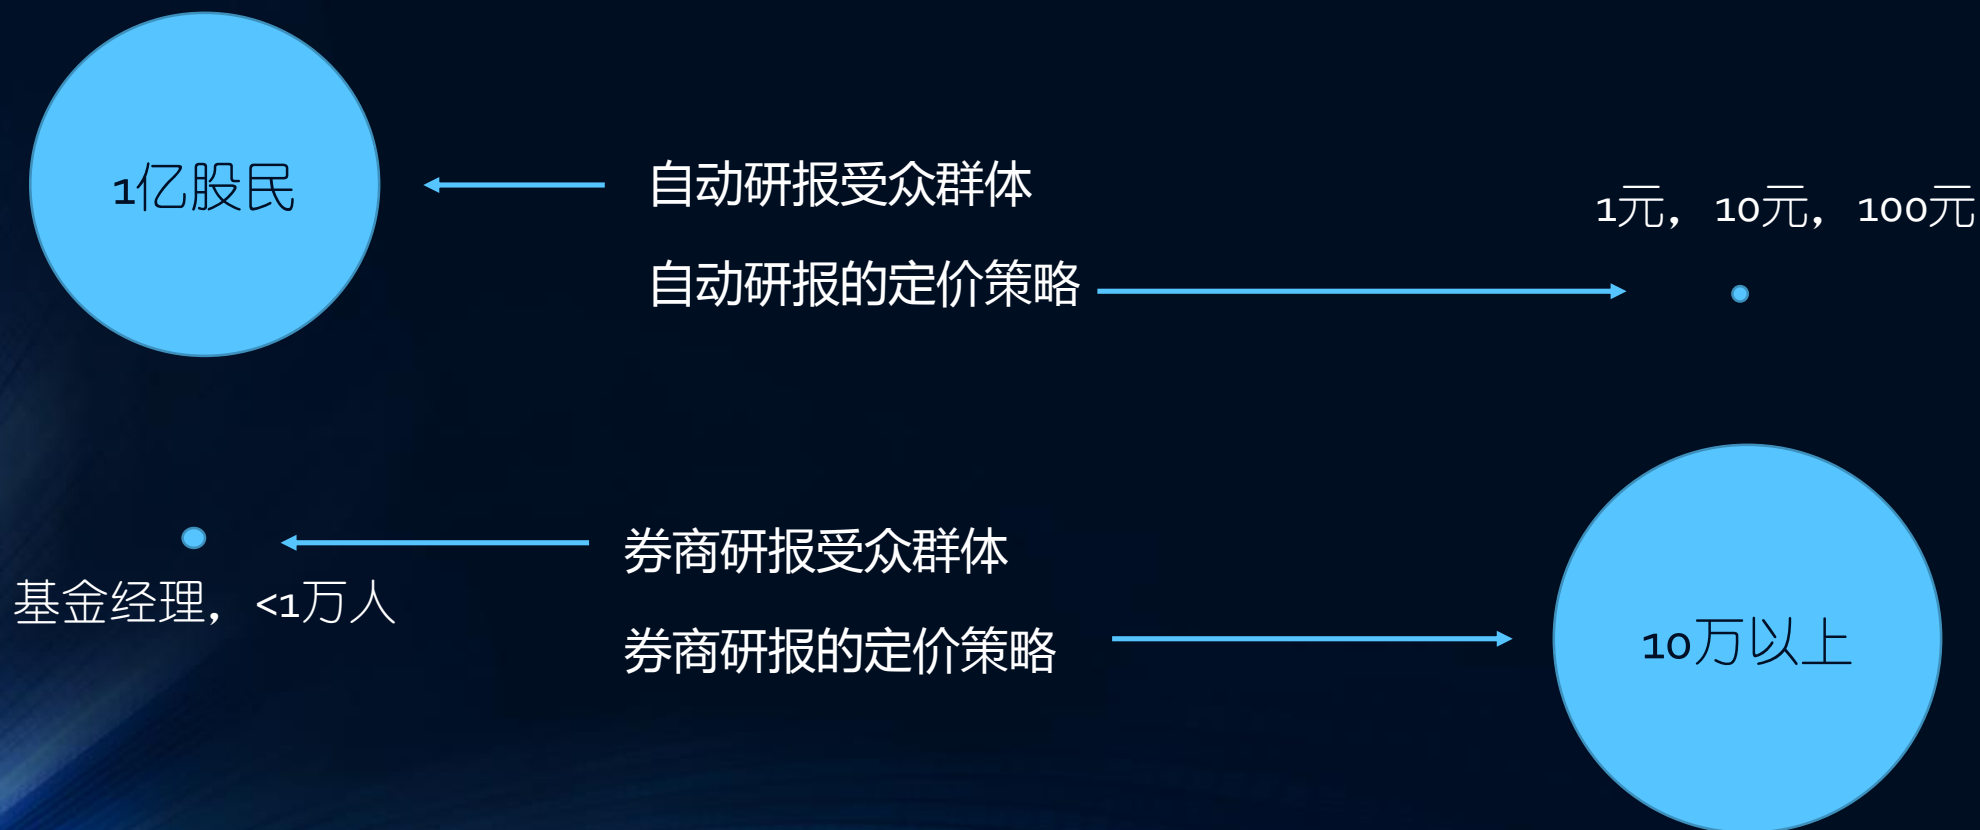 1亿股民
自动研报受众群体
1元，10元，100元
自动研报的定价策略
券商研报受众群体
基金经理，<1万人
券商研报的定价策略
10万以上